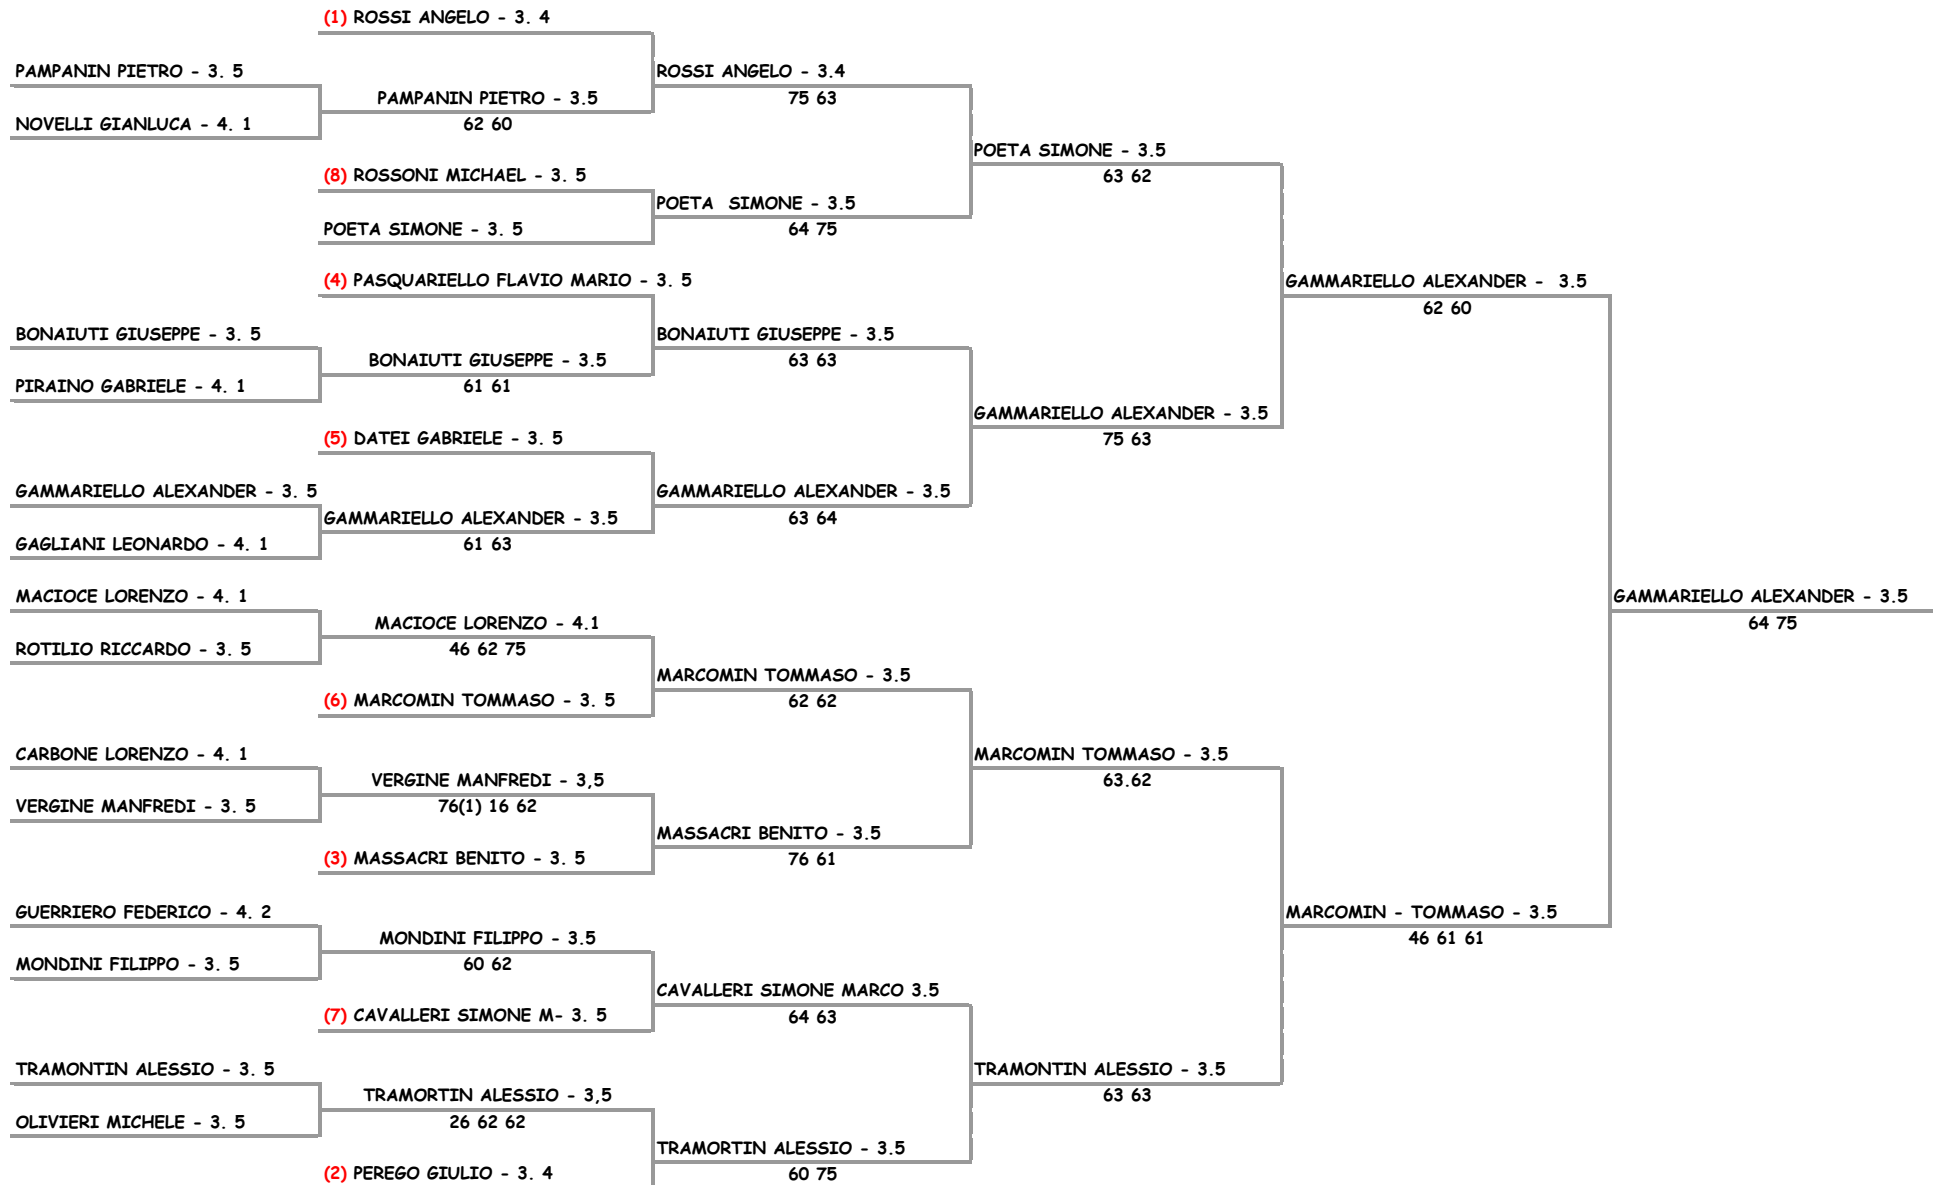 (1) ROSSI ANGELO - 3. 4
PAMPANIN PIETRO - 3. 5
ROSSI ANGELO - 3.4
PAMPANIN PIETRO - 3.5
75 63
NOVELLI GIANLUCA - 4. 1
62 60
POETA SIMONE - 3.5
(8) ROSSONI MICHAEL - 3. 5
63 62
POETA  SIMONE - 3.5
POETA SIMONE - 3. 5
64 75
(4) PASQUARIELLO FLAVIO MARIO - 3. 5
GAMMARIELLO ALEXANDER -  3.5
62 60
BONAIUTI GIUSEPPE - 3. 5
BONAIUTI GIUSEPPE - 3.5
BONAIUTI GIUSEPPE - 3.5
63 63
PIRAINO GABRIELE - 4. 1
61 61
GAMMARIELLO ALEXANDER - 3.5
(5) DATEI GABRIELE - 3. 5
75 63
GAMMARIELLO ALEXANDER - 3. 5
GAMMARIELLO ALEXANDER - 3.5
GAMMARIELLO ALEXANDER - 3.5
63 64
GAGLIANI LEONARDO - 4. 1
61 63
MACIOCE LORENZO - 4. 1
GAMMARIELLO ALEXANDER - 3.5
MACIOCE LORENZO - 4.1
64 75
ROTILIO RICCARDO - 3. 5
46 62 75
MARCOMIN TOMMASO - 3.5
(6) MARCOMIN TOMMASO - 3. 5
62 62
CARBONE LORENZO - 4. 1
MARCOMIN TOMMASO - 3.5
VERGINE MANFREDI - 3,5
63.62
VERGINE MANFREDI - 3. 5
76(1) 16 62
MASSACRI BENITO - 3.5
(3) MASSACRI BENITO - 3. 5
76 61
GUERRIERO FEDERICO - 4. 2
MARCOMIN - TOMMASO - 3.5
MONDINI FILIPPO - 3.5
46 61 61
MONDINI FILIPPO - 3. 5
60 62
CAVALLERI SIMONE MARCO 3.5
(7) CAVALLERI SIMONE M- 3. 5
64 63
TRAMONTIN ALESSIO - 3. 5
TRAMONTIN ALESSIO - 3.5
TRAMORTIN ALESSIO - 3,5
63 63
OLIVIERI MICHELE - 3. 5
26 62 62
TRAMORTIN ALESSIO - 3.5
(2) PEREGO GIULIO - 3. 4
60 75